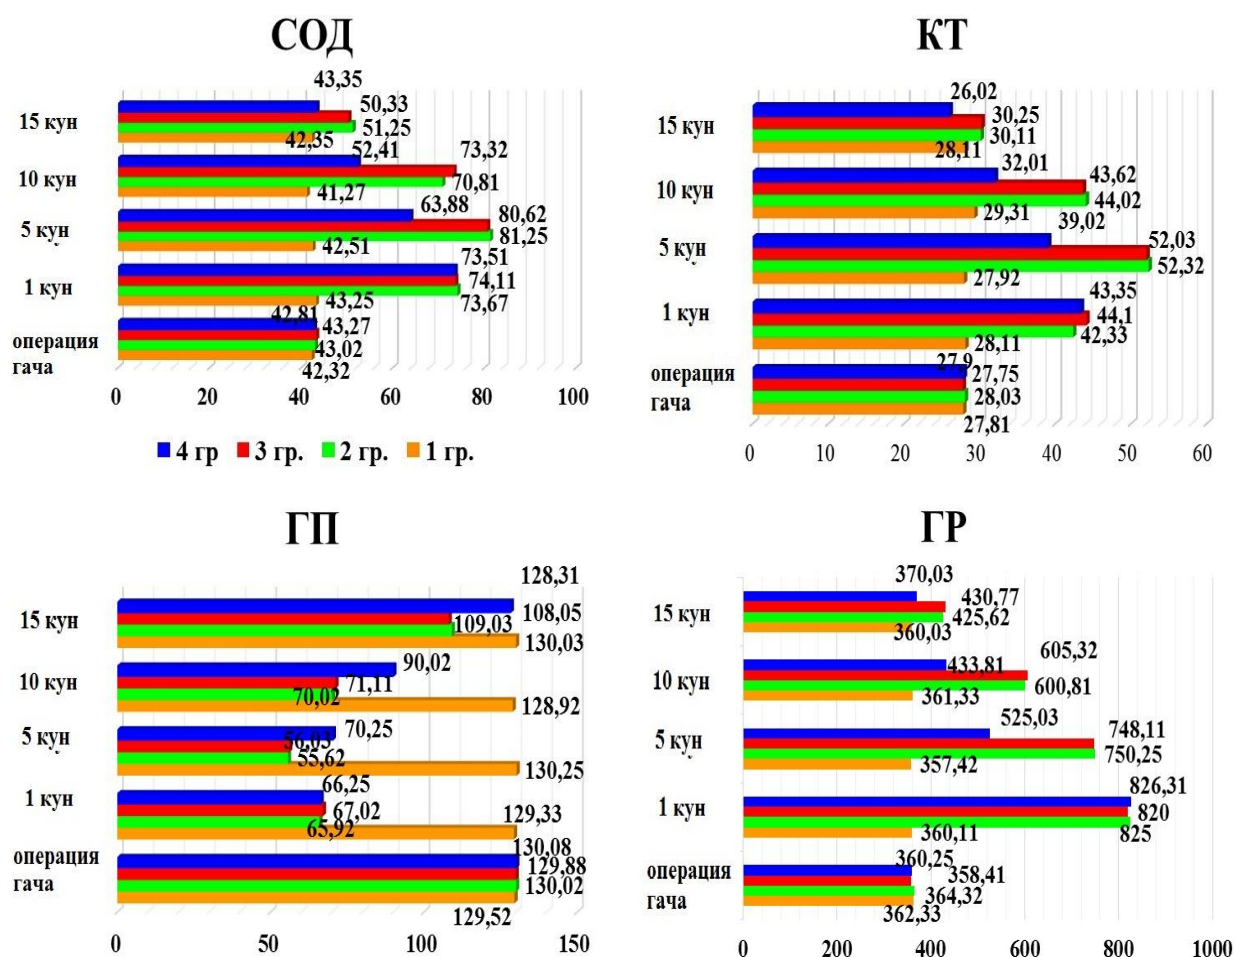 СОД
43,35
15 кун
50,33
51,25
42,35
52,41
73,32
10 кун
70,81
41,27
63,88
80,62
5 кун
81,25
42,51
73,51
74,11
1 кун
73,67
43,25
42,81
43,27
операция
гача
43,02
42,32
0 20 40 60 80 100
4 гр 3 гр. 2 гр. 1 гр.
КТ
26,02
15 кун
30,25
30,11
28,11
32,01
10 кун
43,62
44,02
29,31
39,02
5 кун
52,03
52,32
27,92
43,35
1 кун
44,1
42,33
28,11
27,9
операция
гача
27,75
28,03
27,81
0 10 20 30 40 50 60
ГП
128,31
15 кун
108,05
109,03
130,03
90,02
10 кун
71,11
70,02
128,92
70,25
5 кун
56,03
55,62
130,25
66,25
1 кун
67,02
65,92
129,33
130,08
операция
гача
129,88
130,02
129,52
0 50 100 150
ГР
370,03
15 кун
430,77
425,62
360,03
605,32
10 кун
433,81
600,81
361,33
525,03
5 кун
748,11
750,25
357,42
826,31
1 кун
820
825
360,11
360,25
операция
гача
358,41
364,32
362,33
0 200 400 600 800 1000